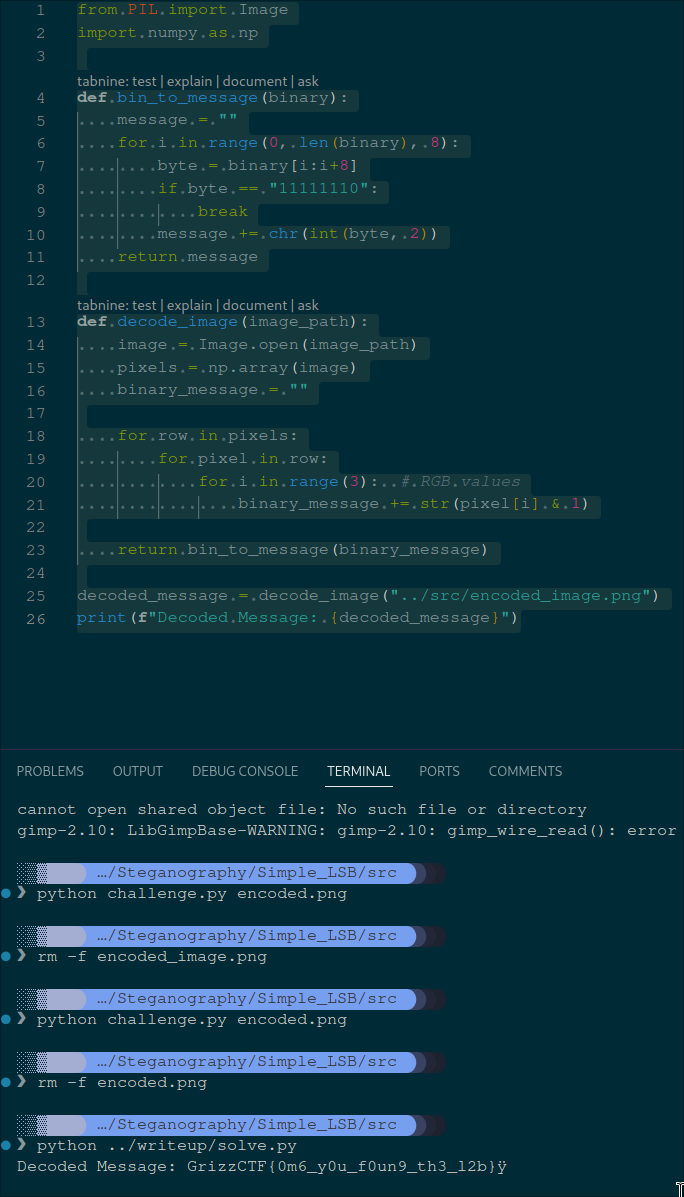 1 from.PIL.import.Image
2 import.numpy.as.np
3
tabnine: test | explain | document | ask
4 def.bin_to_message(binary):
5 ....message.=.""
6 ....for.i.in.range(0,.len(binary),.8):
7 ........byte.=.binary[i:i+8]
8 ........if.byte.==."11111110":
9 ............break
10 ........message.+=.chr(int(byte,.2))
11 ....return.message
12
tabnine: test | explain | document | ask
13 def.decode_image(image_path):
14 ....image.=.Image.open(image_path)
15 ....pixels.=.np.array(image)
16 ....binary_message.=.""
17
18 ....for.row.in.pixels:
19 ........for.pixel.in.row:
20 ............for.i.in.range(3):..#.RGB.values
21 ................binary_message.+=.str(pixel[i].&.1)
22
23 ....return.bin_to_message(binary_message)
24
25 decoded_message.=.decode_image("../src/encoded_image.png")
26 print(f"Decoded.Message:.{decoded_message}")
PROBLEMS OUTPUT DEBUG CONSOLE TERMINAL PORTS COMMENTS
cannot open shared object file: No such file or directory
gimp-2.10: LibGimpBase-WARNING: gimp-2.10: gimp_wire_read(): error
…/Steganography/Simple_LSB/src
❯ python challenge.py encoded.png
…/Steganography/Simple_LSB/src
❯ rm -f encoded_image.png
…/Steganography/Simple_LSB/src
❯ python challenge.py encoded.png
…/Steganography/Simple_LSB/src
❯ rm -f encoded.png
…/Steganography/Simple_LSB/src
❯ python ../writeup/solve.py
Decoded Message: GrizzCTF{0m6_y0u_f0un9_th3_l2b}ÿ